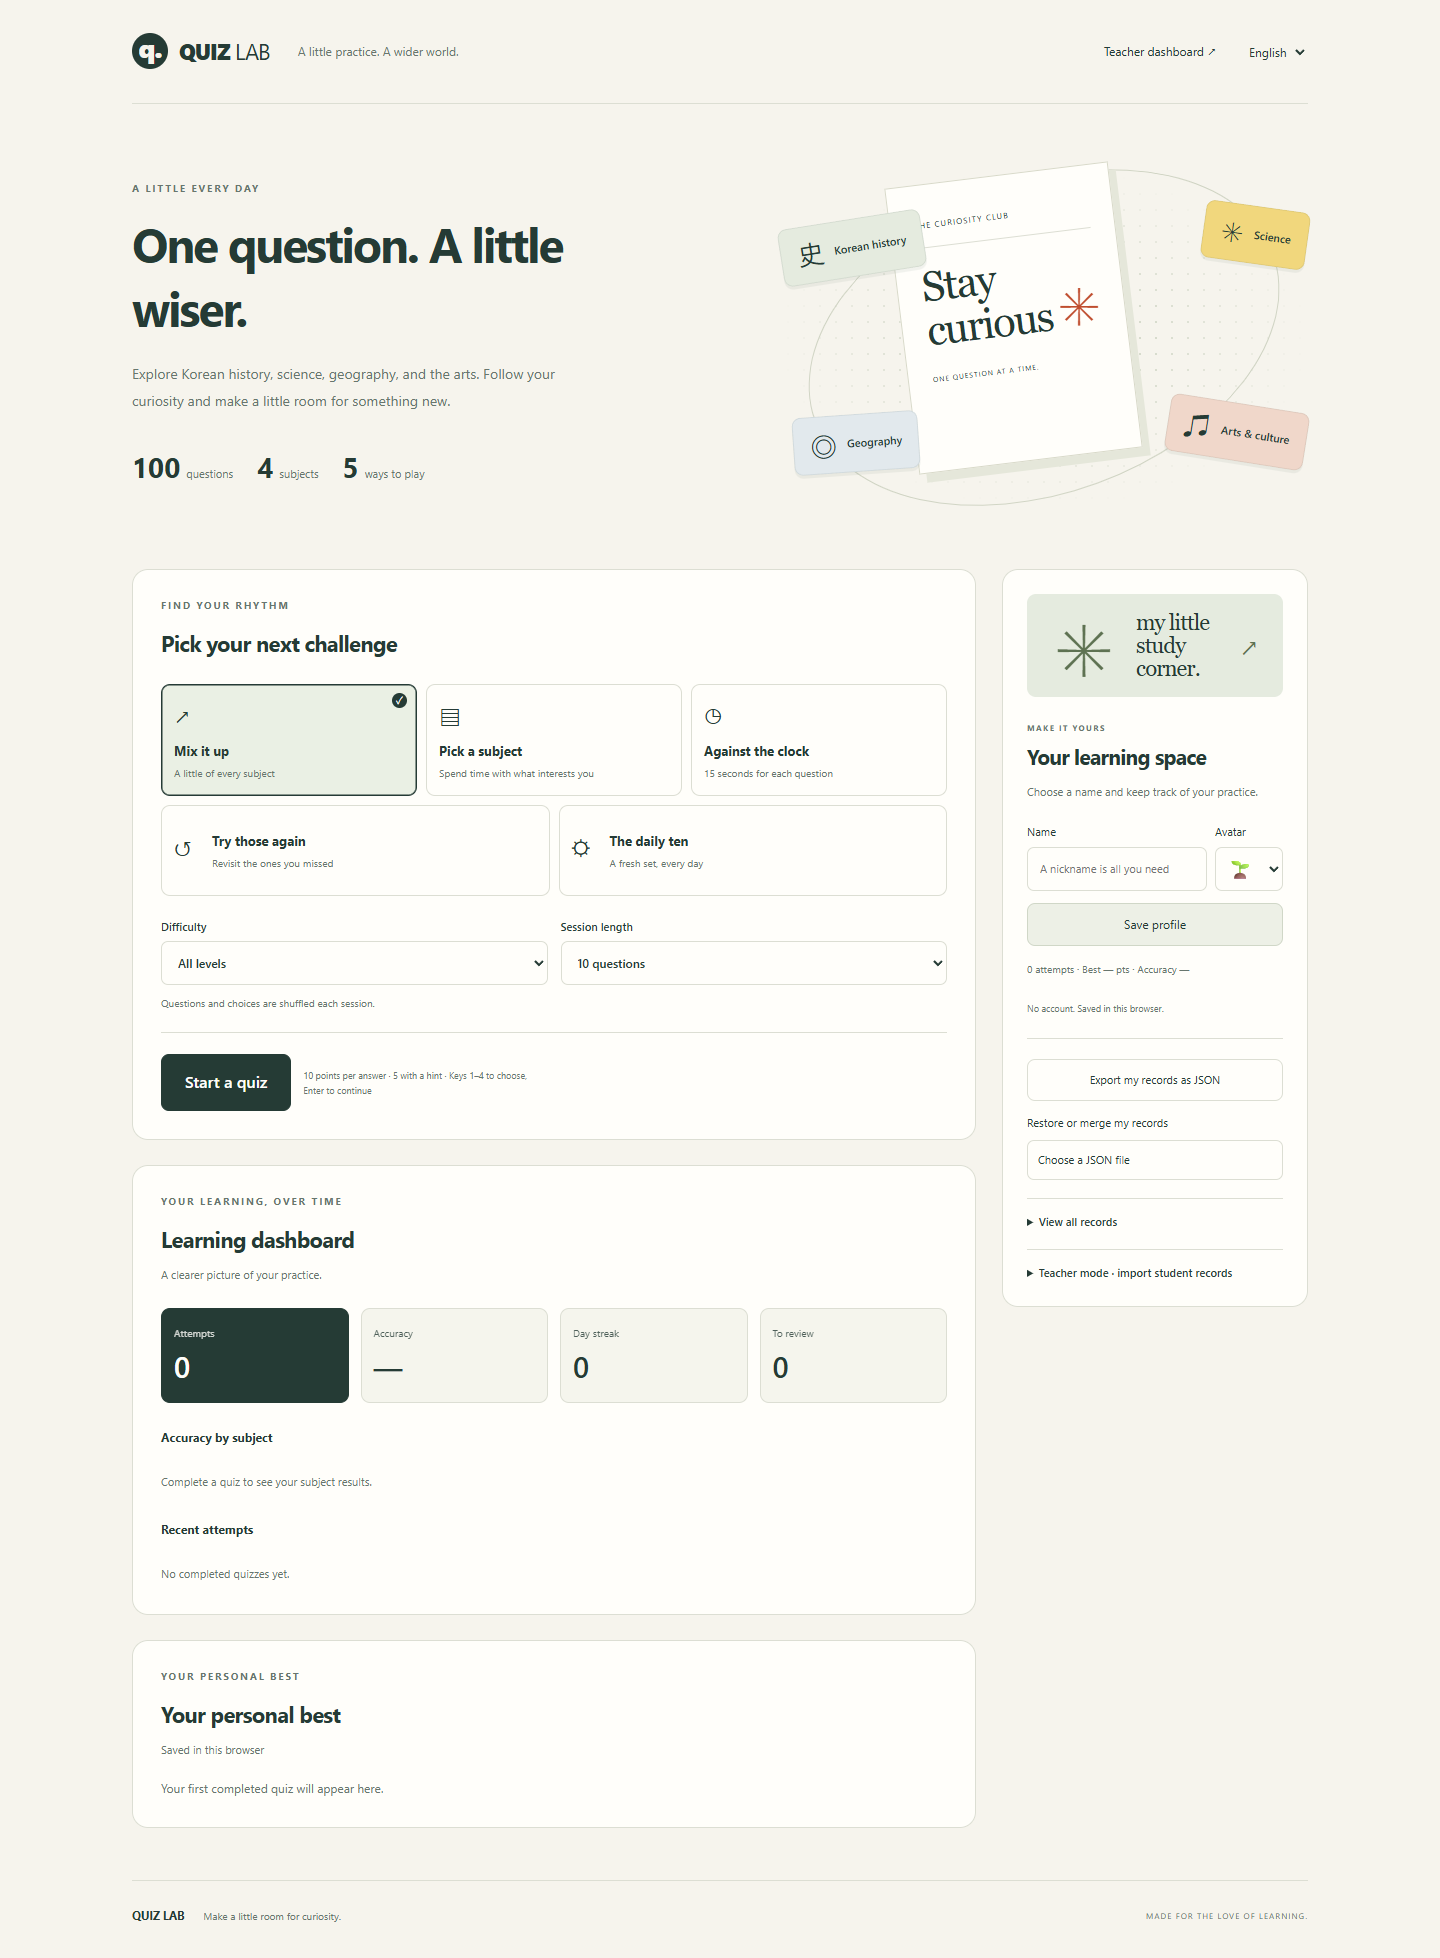 q. QUIZ LAB
A little practice. A wider world.
Teacher dashboard ↗
English
A LITTLE EVERY DAY
One question. A little
wiser.
Explore Korean history, science, geography, and the arts. Follow your
curiosity and make a little room for something new.
100 questions
4 subjects
5 ways to play
HE CURIOSITY CLUB
Stay
curious
ONE QUESTION AT A TIME.
史 Korean history
Science
Geography
Arts & culture
FIND YOUR RHYTHM
Pick your next challenge
Mix it up
A little of every subject
Pick a subject
Spend time with what interests you
Against the clock
15 seconds for each question
Try those again
Revisit the ones you missed
The daily ten
A fresh set, every day
Difficulty
All levels
Session length
10 questions
Questions and choices are shuffled each session.
Start a quiz
10 points per answer · 5 with a hint · Keys 1–4 to choose,
Enter to continue
YOUR LEARNING, OVER TIME
Learning dashboard
A clearer picture of your practice.
Attempts
0
Accuracy
—
Day streak
0
To review
0
Accuracy by subject
Complete a quiz to see your subject results.
Recent attempts
No completed quizzes yet.
YOUR PERSONAL BEST
Your personal best
Saved in this browser
Your first completed quiz will appear here.
my little
study
corner.
MAKE IT YOURS
Your learning space
Choose a name and keep track of your practice.
Name
A nickname is all you need
Avatar
Save profile
0 attempts · Best — pts · Accuracy —
No account. Saved in this browser.
Export my records as JSON
Restore or merge my records
Choose a JSON file
View all records
Teacher mode · import student records
QUIZ LAB
Make a little room for curiosity.
MADE FOR THE LOVE OF LEARNING.